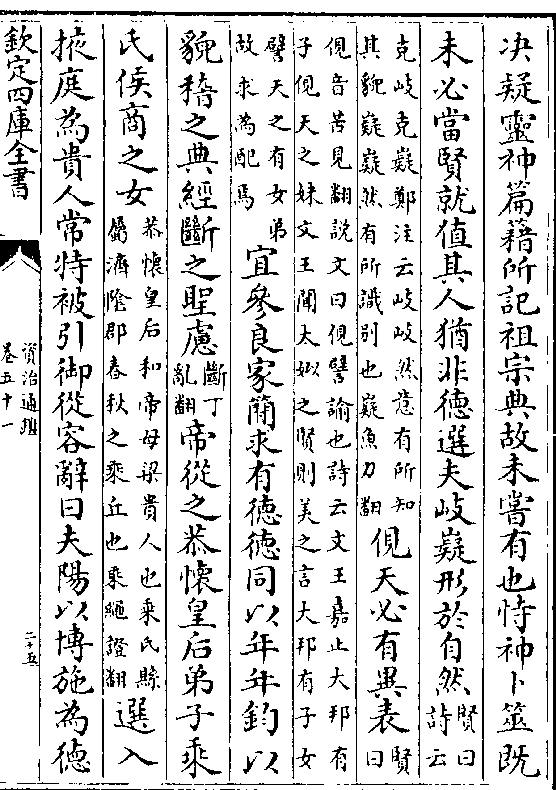 决疑靈神篇籍所記祖宗典故未嘗有也恃神卜筮既
未必當賢就值其人猶非德選夫岐嶷形於自然賢曰詩云
克岐克嶷鄭注云岐岐然意有所知其貌嶷嶷然有所識别也嶷魚力翻俔天必有異表賢曰
俔音苦見翻說文曰俔譬諭也詩云文王嘉止大邦有子俔天之妹文王聞大姒之賢則美之言大邦有子女
譬天之有女弟故求為配焉宜參良家簡求有德德同以年年鈞以
貌稽之典經斷之聖慮斷丁亂翻帝從之恭懷皇后弟子乘
氏侯商之女恭懷皇后和帝母梁貴人也乘氏縣屬濟陰郡春秋之乘丘也乘繩證翻選入
掖庭為貴人常特被引御從容辭曰夫陽以博施為德
欽定四庫全書
資治通鑑
卷五十一
二十五